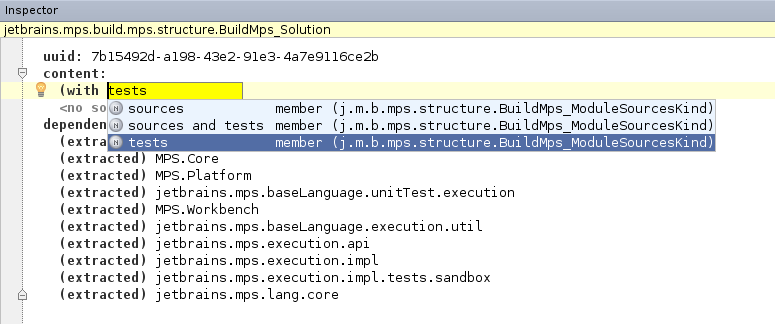 Inspector
jetbrains.mps.build.mps.structure.BuildMps_Solution
uuid: 7b15492d-a198-43e2-91e3-4a7e9116ce2b
content:
(with tests
<no so
N sources member (j.m.b.mps.structure.BuildMps_ModuleSourcesKind)
N sources and tests member (j.m.b.mps.structure.BuildMps_ModuleSourcesKind)
N tests member (j.m.b.mps.structure.BuildMps_ModuleSourcesKind)
dependen
(extra
(extracted) MPS.Core
(extracted) MPS.Platform
(extracted) jetbrains.mps.baseLanguage.unitTest.execution
(extracted) MPS.Workbench
(extracted) jetbrains.mps.baseLanguage.execution.util
(extracted) jetbrains.mps.execution.api
(extracted) jetbrains.mps.execution.impl
(extracted) jetbrains.mps.execution.impl.tests.sandbox
(extracted) jetbrains.mps.lang.core